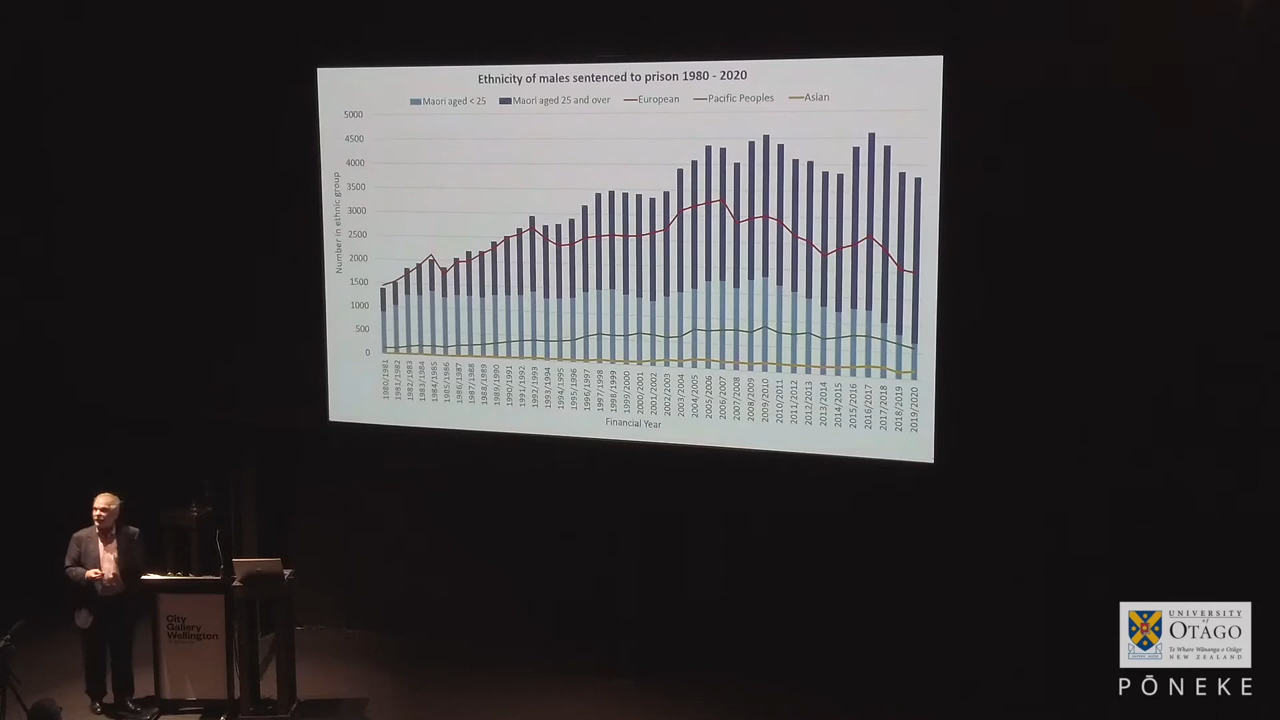 Ethnicity of males sentenced to prison 1980 - 2020
Maori aged < 25 Maori aged 25 and over European Pacific Peoples Asian
Number in ethnic group
5000
4500
4000
3500
3000
2500
2000
1500
1000
500
0
1980/1981 1981/1982 1982/1983 1983/1984 1984/1985 1985/1986 1986/1987 1987/1988 1988/1989 1989/1990 1990/1991 1991/1992 1992/1993 1993/1994 1994/1995 1995/1996 1996/1997 1997/1998 1998/1999 1999/2000 2000/2001 2001/2002 2002/2003 2003/2004 2004/2005 2005/2006 2006/2007 2007/2008 2008/2009 2009/2010 2010/2011 2011/2012 2012/2013 2013/2014 2014/2015 2015/2016 2016/2017 2017/2018 2018/2019 2019/2020
Financial Year
City
Gallery
Wellington
UNIVERSITY
of
OTAGO
Te Whare Wānanga o Otāgo
NEW ZEALAND
PŌNEKE